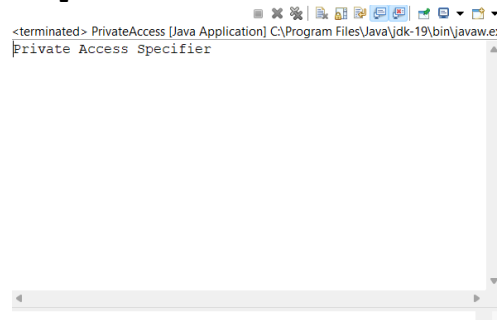 <terminated> PrivateAccess [Java Application] C:\Program Files\Java\jdk-19\bin\javaw.ex
Private Access Specifier